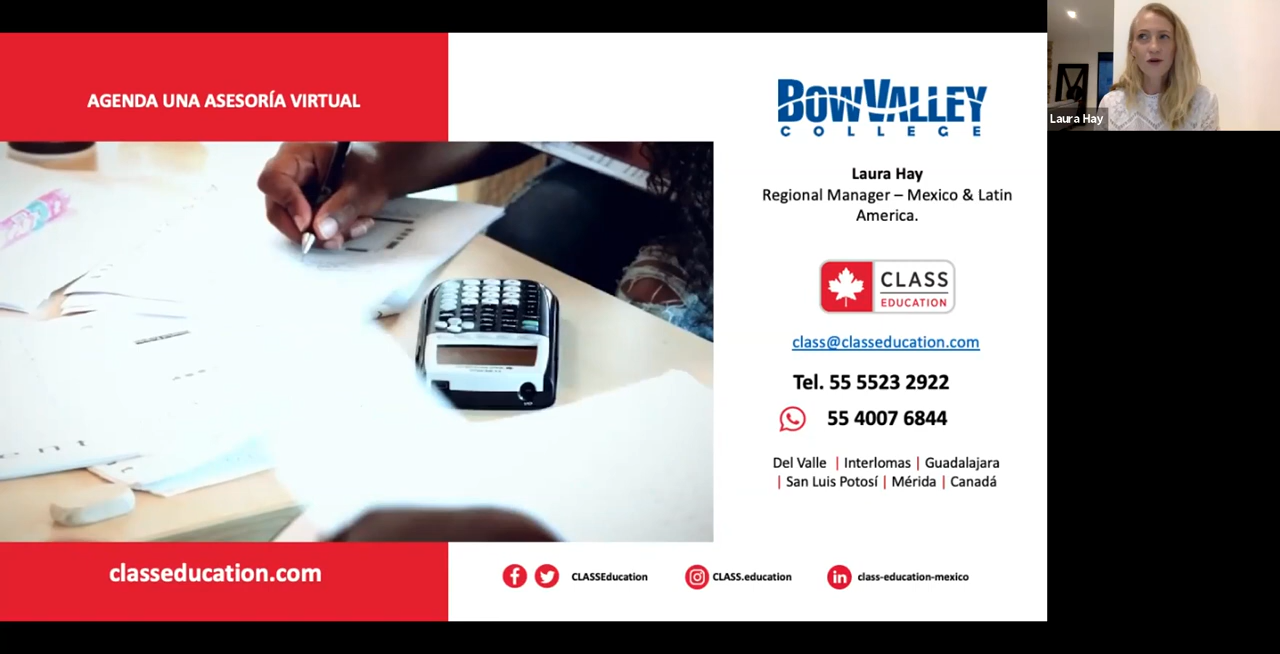 AGENDA UNA ASESORÍA VIRTUAL
BOWVALLEY
COLLEGE
Laura Hay
Regional Manager – Mexico & Latin
America.
CLASS
EDUCATION
class@classeducation.com
Tel. 55 5523 2922
55 4007 6844
Del Valle | Interlomas | Guadalajara
| San Luis Potosí | Mérida | Canadá
classeducation.com
CLASSEducation
CLASS.education
class-education-mexico
Laura Hay